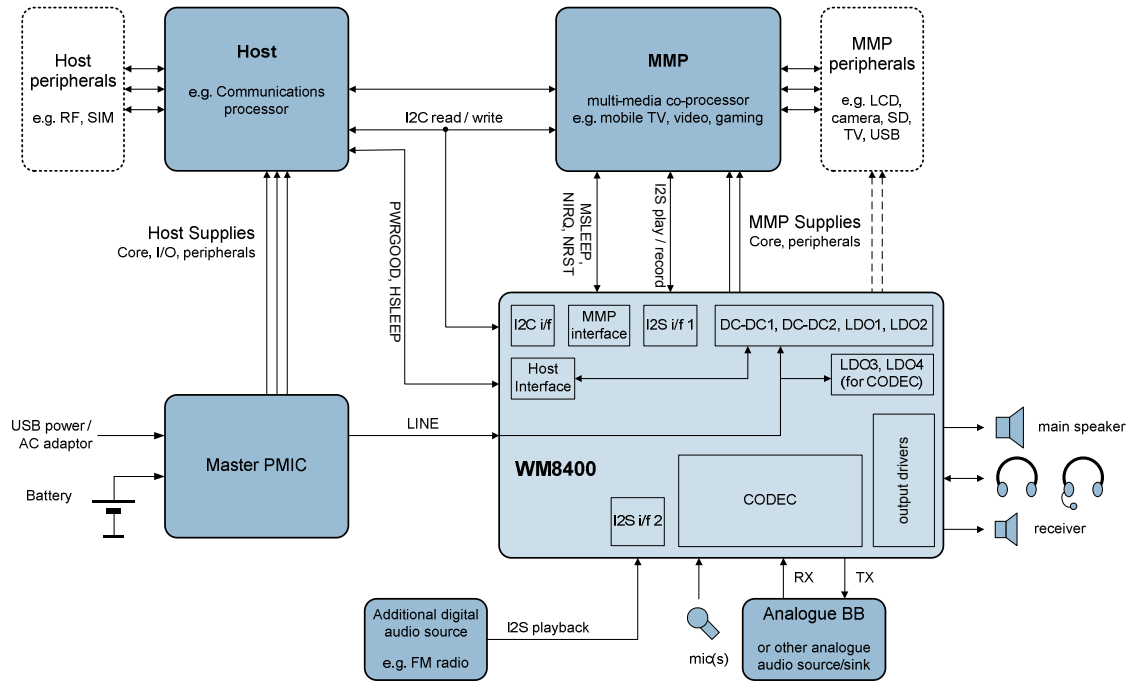 Host
peripherals
e.g. RF, SIM
Host
e.g. Communications
processor
MMP
multi-media co-processor
e.g. mobile TV, video, gaming
MMP
peripherals
e.g. LCD,
camera, SD,
TV, USB
I2C read / write
Host Supplies
Core, I/O, peripherals
PWRGOOD, HSLEEP
MSLEEP,
NIRQ, NRST
I2S play / record
MMP Supplies
Core, peripherals
I2C i/f
MMP
interface
I2S i/f 1
DC-DC1, DC-DC2, LDO1, LDO2
Host
Interface
LDO3, LDO4
(for CODEC)
USB power/
AC adaptor
Battery
Master PMIC
LINE
WM8400
I2S i/f 2
CODEC
output drivers
main speaker
receiver
Additional digital
audio source
e.g. FM radio
I2S playback
mic(s)
RX
TX
Analogue BB
or other analogue
audio source/sink